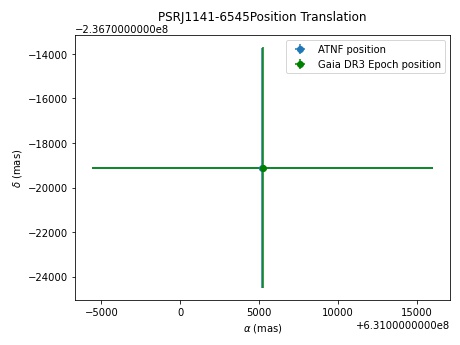 PSRJ1141-6545Position Translation
−2.3670000000e8
ATNF position
Gaia DR3 Epoch position
−14000
−16000
−18000
−20000
−22000
−24000
δ (mas)
−5000 0 5000 10000 15000
α (mas)
+6.3100000000e8